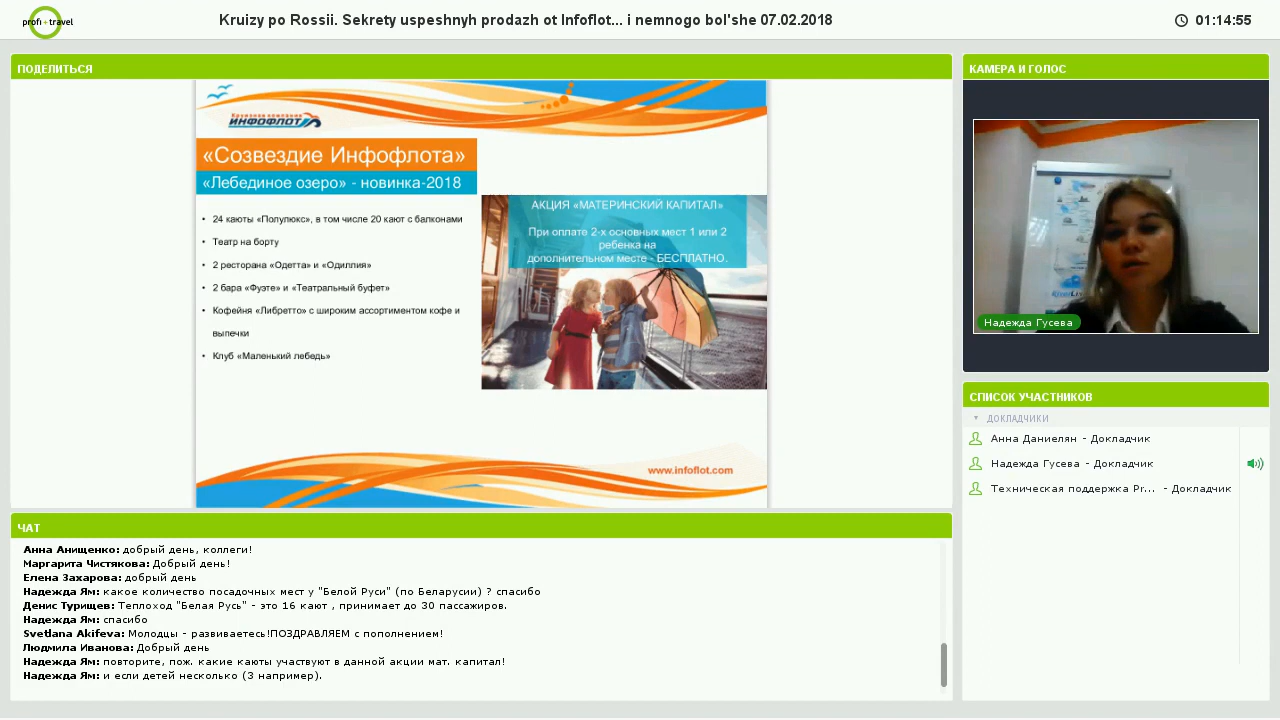 profi travel
Kruizy po Rossii. Sekrety uspeshnyh prodazh ot Infoflot... i nemnogo bol'she 07.02.2018
01:14:55
ПОДЕЛИТЬСЯ
Круизная компания
ИНФОФЛОТ
«Созвездие Инфофлота»
«Лебединое озеро» - новинка-2018
• 24 каюты «Полулюкс», в том числе 20 кают с балконами
• Театр на борту
• 2 ресторана «Одетта» и «Одиллия»
• 2 бара «Фуэте» и «Театральный буфет»
• Кофейня «Либретто» с широким ассортиментом кофе и
выпечки
• Клуб «Маленький лебедь»
АКЦИЯ «МАТЕРИНСКИЙ КАПИТАЛ»
При оплате 2-х основных мест 1 или 2
ребенка на
дополнительном месте - БЕСПЛАТНО.
www.infoflot.com
КАМЕРА И ГОЛОС
Надежда Гусева
СПИСОК УЧАСТНИКОВ
ДОКЛАДЧИКИ
Анна Даниелян - Докладчик
Надежда Гусева - Докладчик
Техническая поддержка Pr... - Докладчик
ЧАТ
Анна Анищенко: добрый день, коллеги!
Маргарита Чистякова: Добрый день!
Елена Захарова: добрый день
Надежда Ям: какое количество посадочных мест у "Белой Руси" (по Беларусии) ? спасибо
Денис Турищев: Теплоход "Белая Русь" - это 16 кают , принимает до 30 пассажиров.
Надежда Ям: спасибо
Svetlana Akifeva: Молодцы - развиваетесь!ПОЗДРАВЛЯЕМ с пополнением!
Людмила Иванова: Добрый день
Надежда Ям: повторите, пож. какие каюты участвуют в данной акции мат. капитал!
Надежда Ям: и если детей несколько (3 например).